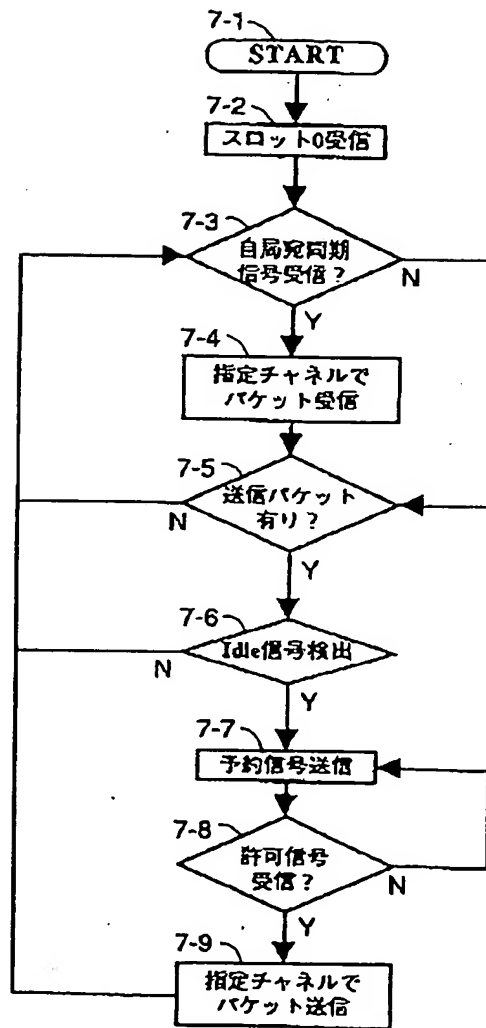 7-1
START
7-2
スロット0受信
7-3
自局宛同期
信号受信?
N
Y
7-4
指定チャネルで
パケット受信
7-5
送信パケット
有り?
N
Y
7-6
Idle信号検出
N
Y
7-7
予約信号送信
7-8
許可信号
受信?
N
Y
7-9
指定チャネルで
パケット送信